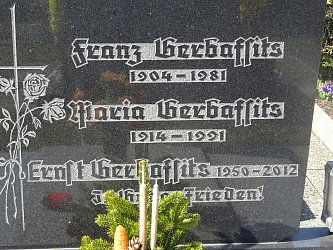 Franz Gerbaſſits
1904-1981
Maria Gerbaſſits
1914-1991
Ernſt Gerbaſſits 1950-2012
Frieden!